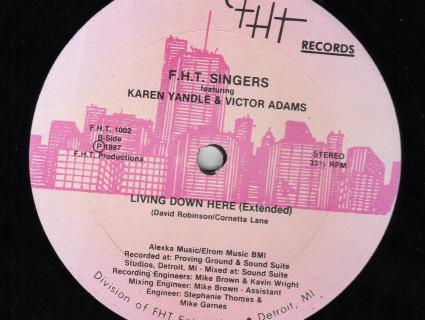 FHT
RECORDS
F.H.T. SINGERS
featuring
KAREN YANDLE & VICTOR ADAMS
F.H.T. 1002
B-Side
Ⓟ1987
F.H.T. Productions
STEREO
33⅓ RPM
LIVING DOWN HERE (Extended)
(David Robinson/Cornetta Lane)
Alexka Music/Elrom Music BMI
Recorded at: Proving Ground & Sound Suite
Studios, Detroit, MI - Mixed at: Sound Suite
Recording Engineers: Mike Brown & Kavin Wright
Mixing Engineer: Mike Brown - Assistant
Engineer: Stephanie Thomas &
Mike Garnes
Division of FHT
Detroit, MI